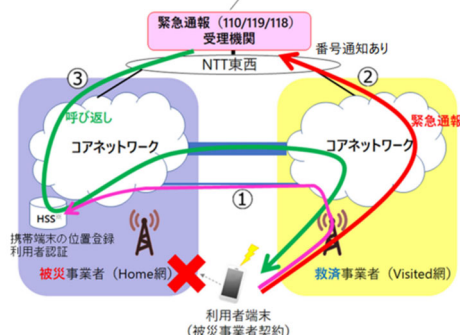 緊急通報（110/119/118）
受理機関
番号通知あり
NTT東西
③
②
呼び返し
緊急通報
コアネットワーク
コアネットワーク
①
HSS
携帯端末の位置登録
利用者認証
被災事業者（Home網）
救済事業者（Visited網）
利用者端末
（被災事業者契約）